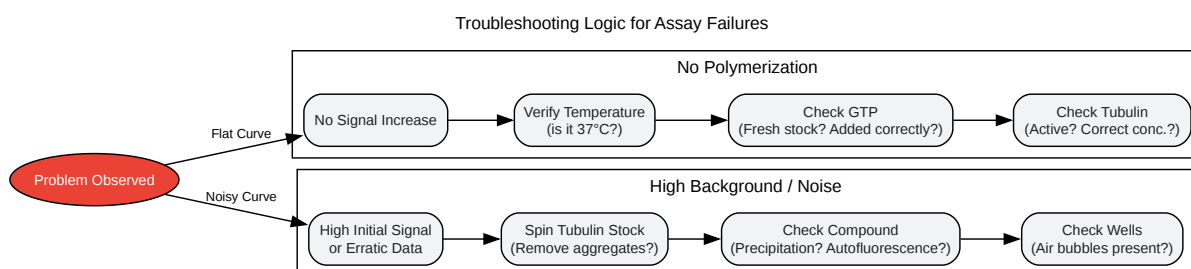 Troubleshooting Logic for Assay Failures
No Polymerization
No Signal Increase
Verify Temperature
(is it 37°C?)
Check GTP
(Fresh stock? Added correctly?)
Check Tubulin
(Active? Correct conc.?)
Flat Curve
Problem Observed
Noisy Curve
High Background / Noise
High Initial Signal
or Erratic Data
Spin Tubulin Stock
(Remove aggregates?)
Check Compound
(Precipitation? Autofluorescence?)
Check Wells
(Air bubbles present?)